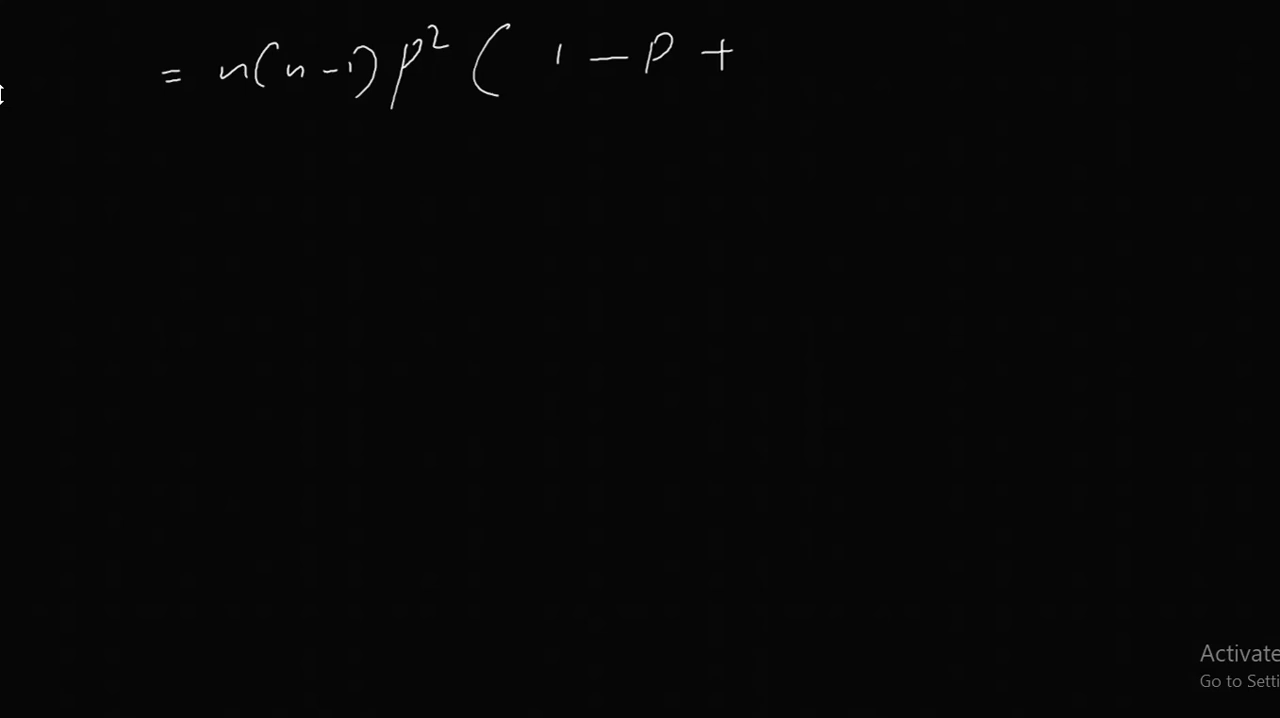 = n(n-1)p² ( 1 - p +
Activate
Go to Setti